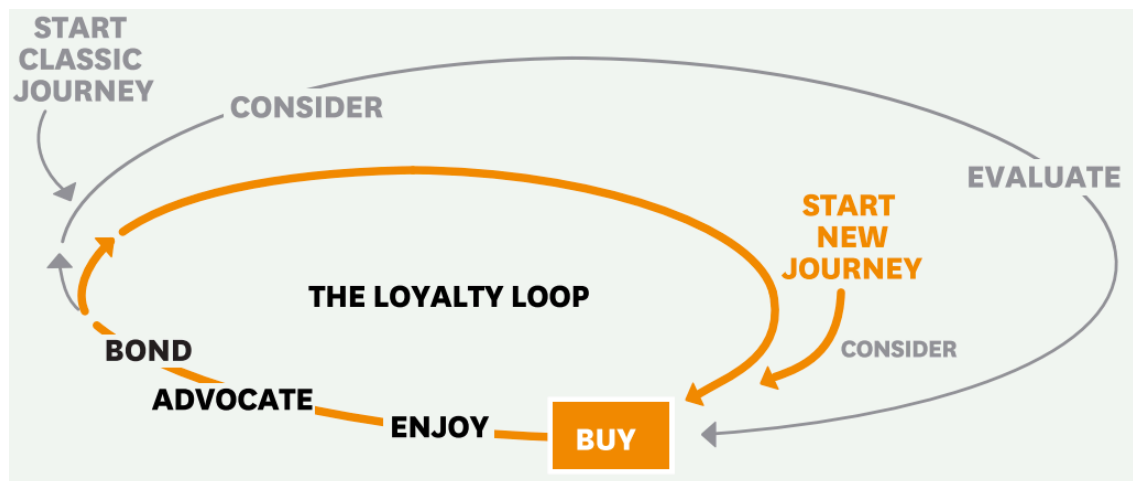 START
CLASSIC
JOURNEY
CONSIDER
EVALUATE
START
NEW
JOURNEY
THE LOYALTY LOOP
CONSIDER
BOND
ADVOCATE
ENJOY
BUY